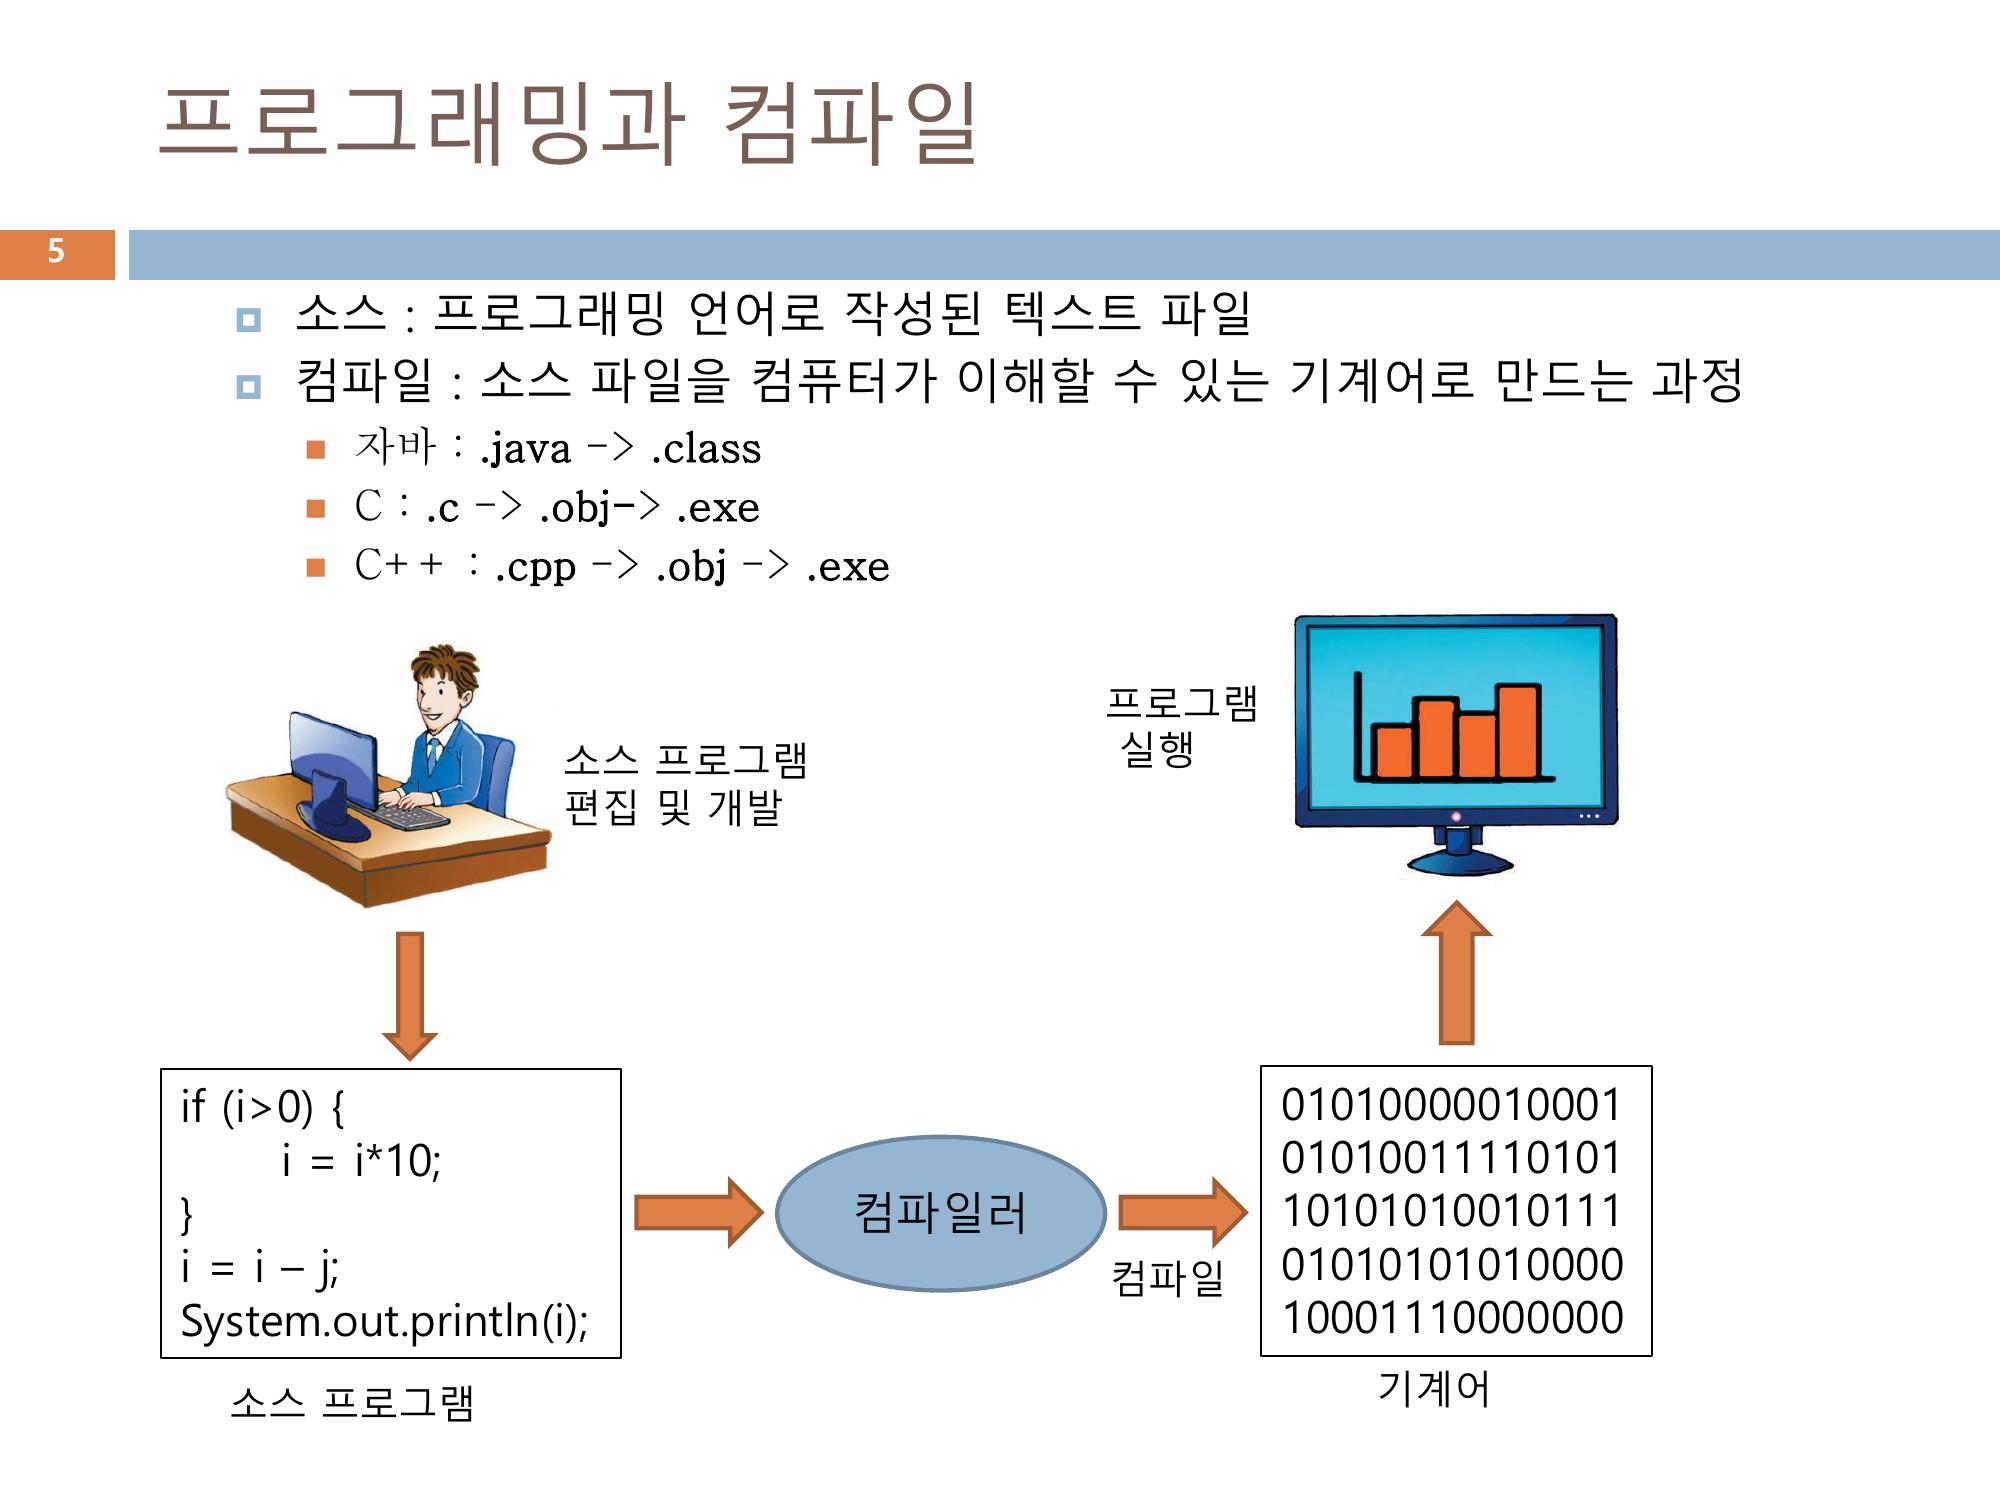 프로그래밍과 컴파일
5
소스 : 프로그래밍 언어로 작성된 텍스트 파일
컴파일 : 소스 파일을 컴퓨터가 이해할 수 있는 기계어로 만드는 과정
자바 : .java -> .class
C : .c -> .obj-> .exe
C++ : .cpp -> .obj -> .exe
소스 프로그램
편집 및 개발
프로그램
실행
if (i>0) {
i = i*10;
}
i = i – j;
System.out.println(i);
소스 프로그램
컴파일러
컴파일
01010000010001
01010011110101
10101010010111
01010101010000
10001110000000
기계어